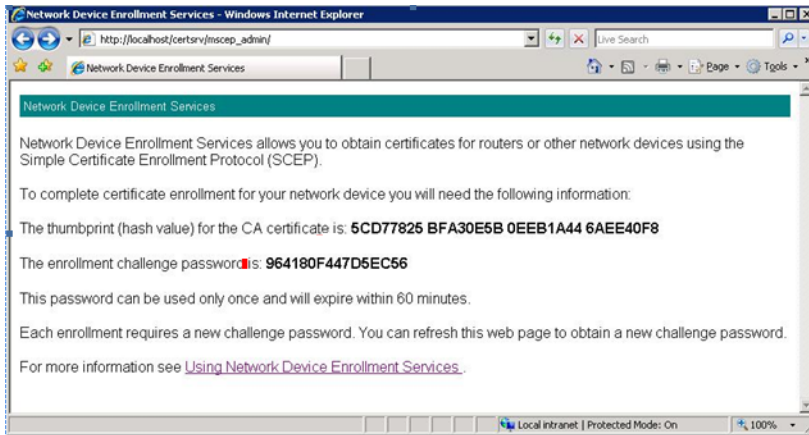 Network Device Enrollment Services - Windows Internet Explorer
http://localhost/certsrv/mscep_admin/
Live Search
Network Device Enrollment Services
Page
Tools
Network Device Enrollment Services
Network Device Enrollment Services allows you to obtain certificates for routers or other network devices using the
Simple Certificate Enrollment Protocol (SCEP).
To complete certificate enrollment for your network device you will need the following information:
The thumbprint (hash value) for the CA certificate is: 5CD77825 BFA30E5B 0EEB1A44 6AEE40F8
The enrollment challenge password is: 964180F447D5EC56
This password can be used only once and will expire within 60 minutes.
Each enrollment requires a new challenge password. You can refresh this web page to obtain a new challenge password.
For more information see Using Network Device Enrollment Services .
Local intranet | Protected Mode: On
100%